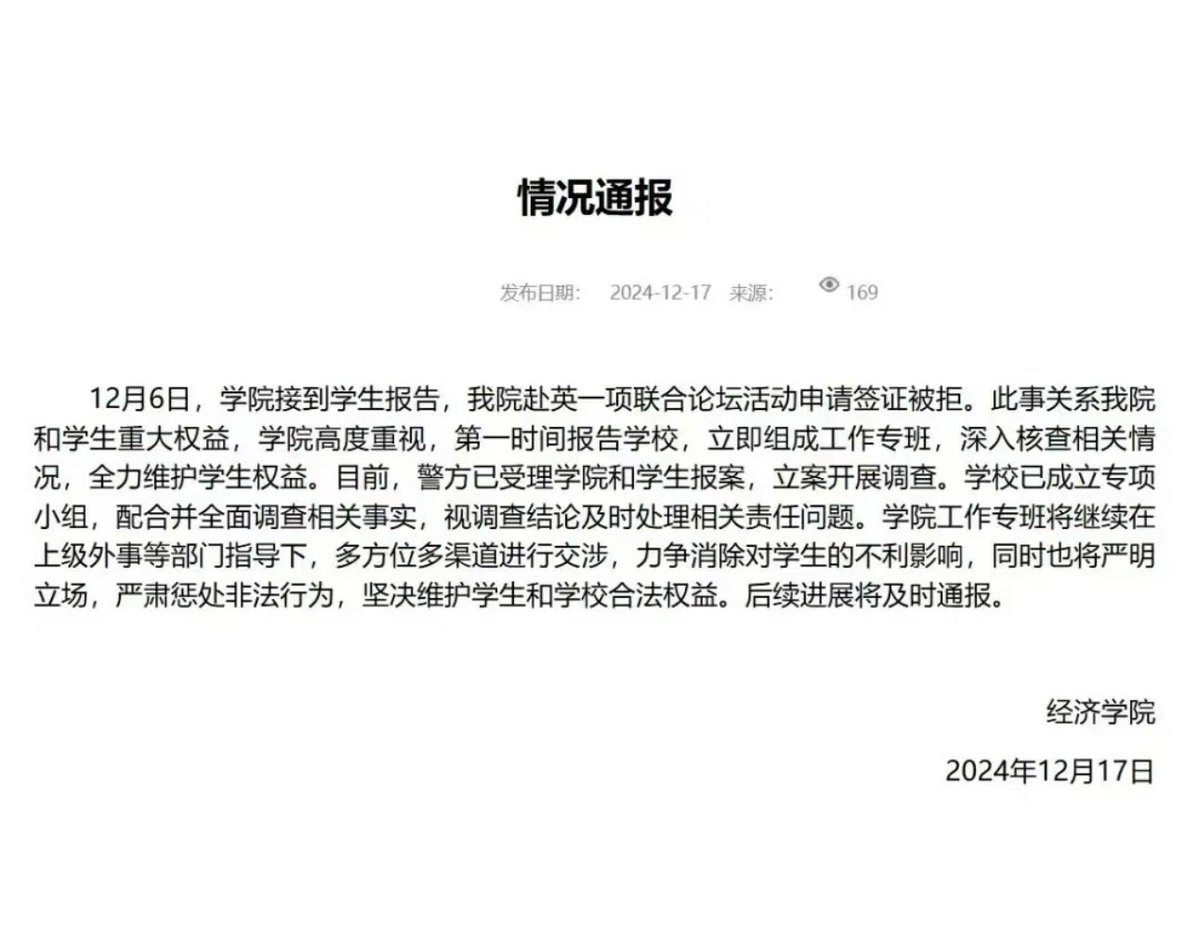 情况通报
发布日期： 2024-12-17 来源： 169
12月6日，学院接到学生报告，我院赴英一项联合论坛活动申请签证被拒。此事关系我院
和学生重大权益，学院高度重视，第一时间报告学校，立即组成工作专班，深入核查相关情
况，全力维护学生权益。目前，警方已受理学院和学生报案，立案开展调查。学校已成立专项
小组，配合并全面调查相关事实，视调查结论及时处理相关责任问题。学院工作专班将继续在
上级外事等部门指导下，多方位多渠道进行交涉，力争消除对学生的不利影响，同时也将严明
立场，严肃惩处非法行为，坚决维护学生和学校合法权益。后续进展将及时通报。
经济学院
2024年12月17日